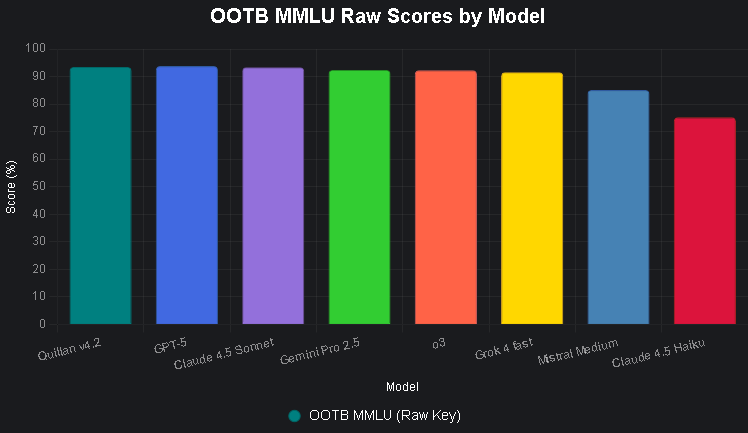 OOTB MMLU Raw Scores by Model
100
90
80
70
60
50
40
30
20
10
0
Score (%)
Quillan v4.2
GPT-5
Claude 4.5 Sonnet
Gemini Pro 2.5
o3
Grok 4 fast
Mistral Medium
Claude 4.5 Haiku
Model
OOTB MMLU (Raw Key)